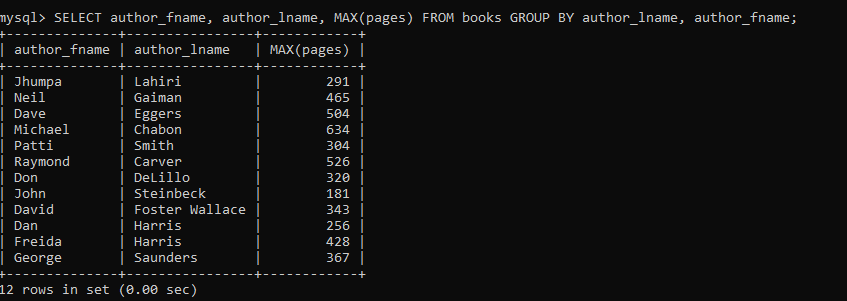 mysql> SELECT author_fname, author_lname, MAX(pages) FROM books GROUP BY author_lname, author_fname;
+--------------+----------------+------------+
| author_fname | author_lname   | MAX(pages) |
+--------------+----------------+------------+
| Jhumpa       | Lahiri         |        291 |
| Neil         | Gaiman         |        465 |
| Dave         | Eggers         |        504 |
| Michael      | Chabon         |        634 |
| Patti        | Smith          |        304 |
| Raymond      | Carver         |        526 |
| Don          | DeLillo        |        320 |
| John         | Steinbeck      |        181 |
| David        | Foster Wallace |        343 |
| Dan          | Harris         |        256 |
| Freida       | Harris         |        428 |
| George       | Saunders       |        367 |
+--------------+----------------+------------+
12 rows in set (0.00 sec)